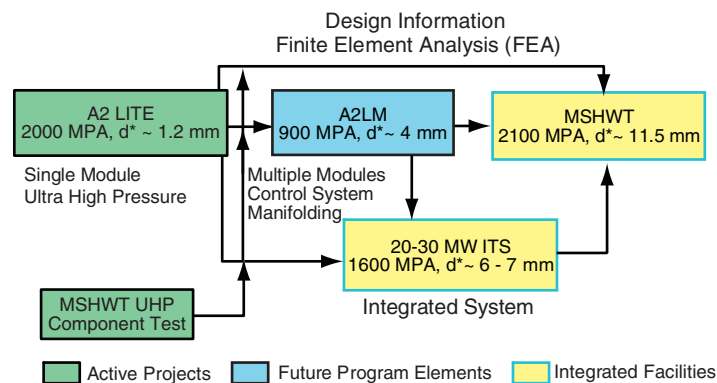 Design Information
Finite Element Analysis (FEA)
A2 LITE
2000 MPA, d* ~ 1.2 mm
A2LM
900 MPA, d*~ 4 mm
MSHWT
2100 MPA, d*~ 11.5 mm
Single Module
Ultra High Pressure
Multiple Modules
Control System
Manifolding
20-30 MW ITS
1600 MPA, d*~ 6 - 7 mm
Integrated System
MSHWT UHP
Component Test
Active Projects
Future Program Elements
Integrated Facilities